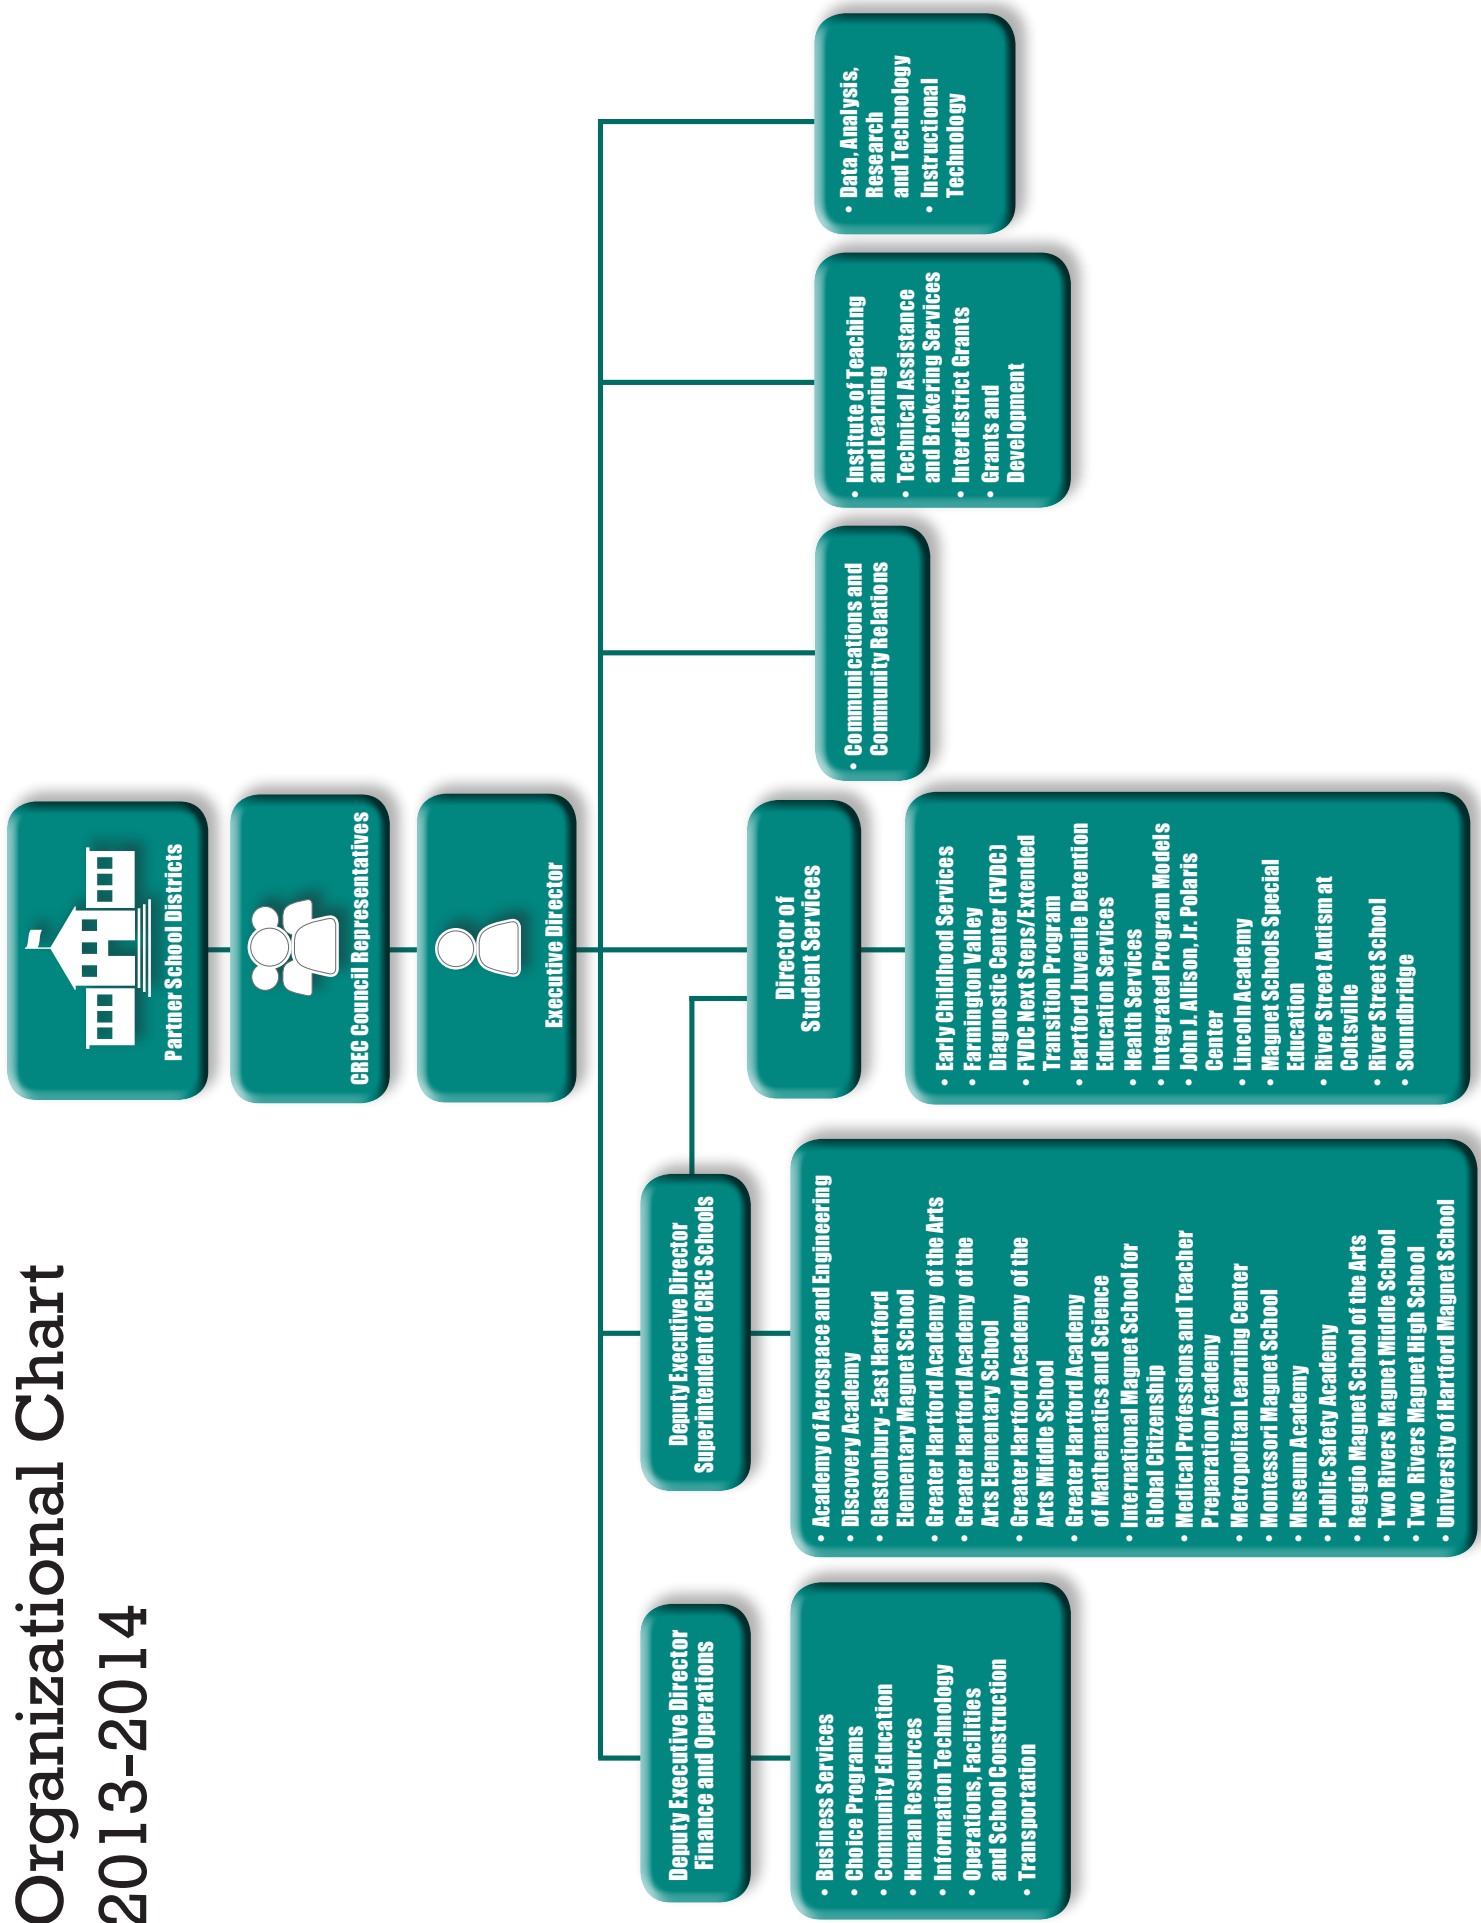 Organizational Chart
2013-2014
Partner School Districts
CREC Council Representatives
Executive Director
Deputy Executive Director
Finance and Operations
• Business Services
• Choice Programs
• Community Education
• Human Resources
• Information Technology
• Operations, Facilities
and School Construction
• Transportation
Deputy Executive Director
Superintendent of CREC Schools
• Academy of Aerospace and Engineering
• Discovery Academy
• Glastonbury-East Hartford
Elementary Magnet School
• Greater Hartford Academy of the Arts
• Greater Hartford Academy of the
Arts Elementary School
• Greater Hartford Academy of the
Arts Middle School
• Greater Hartford Academy
of Mathematics and Science
• International Magnet School for
Global Citizenship
• Medical Professions and Teacher
Preparation Academy
• Metropolitan Learning Center
• Montessori Magnet School
• Museum Academy
• Public Safety Academy
• Reggio Magnet School of the Arts
• Two Rivers Magnet Middle School
• Two Rivers Magnet High School
• University of Hartford Magnet School
Director of
Student Services
• Early Childhood Services
• Farmington Valley
Diagnostic Center (FVDC)
• FVDC Next Steps/Extended
Transition Program
• Hartford Juvenile Detention
Education Services
• Health Services
• Integrated Program Models
• John J. Allison, Jr. Polaris
Center
• Lincoln Academy
• Magnet Schools Special
Education
• River Street Autism at
Coltsville
• River Street School
• Soundbridge
• Communications and
Community Relations
• Institute of Teaching
and Learning
• Technical Assistance
and Brokering Services
• Interdistrict Grants
• Grants and
Development
• Data, Analysis,
Research
and Technology
• Instructional
Technology